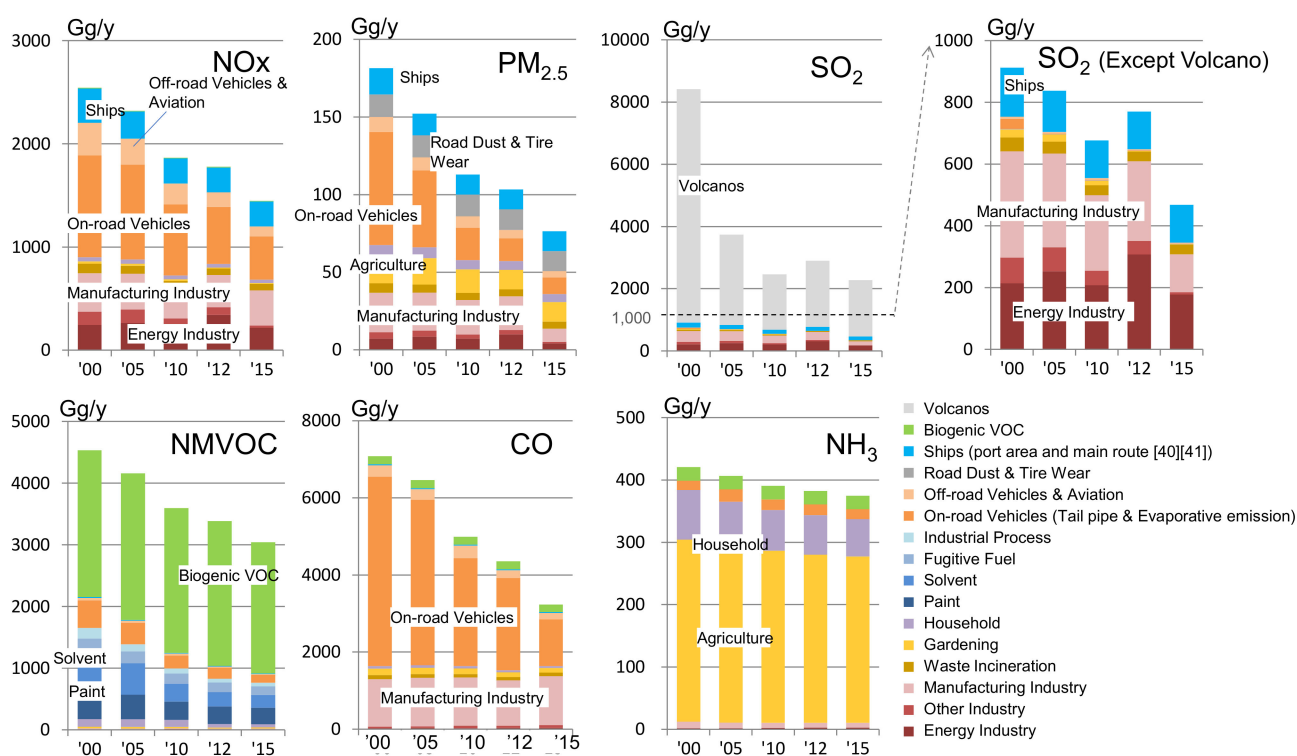 Gg/y
3000
2000
1000
0
NOx
Off-road Vehicles &
Aviation
Ships
On-road Vehicles
Manufacturing Industry
Energy Industry
'00 '05 '10 '12 '15
Gg/y
200
150
100
50
0
PM2.5
Ships
Road Dust & Tire
Wear
On-road Vehicles
Agriculture
Manufacturing Industry
'00 '05 '10 '12 '15
Gg/y
10000
8000
6000
4000
2000
1,000
0
SO2
Volcanos
'00 '05 '10 '12 '15
Gg/y
1000
800
600
400
200
0
SO2 (Except Volcano)
Ships
Manufacturing Industry
Energy Industry
'00 '05 '10 '12 '15
Gg/y
5000
4000
3000
2000
1000
0
NMVOC
Biogenic VOC
Solvent
Paint
'00 '05 '10 '12 '15
Gg/y
8000
6000
4000
2000
0
CO
On-road Vehicles
Manufacturing Industry
'00 '05 '10 '12 '15
Gg/y
500
400
300
200
100
0
NH3
Household
Agriculture
'00 '05 '10 '12 '15
Volcanos
Biogenic VOC
Ships (port area and main route [40][41])
Road Dust & Tire Wear
Off-road Vehicles & Aviation
On-road Vehicles (Tail pipe & Evaporative emission)
Industrial Process
Fugitive Fuel
Solvent
Paint
Household
Gardening
Waste Incineration
Manufacturing Industry
Other Industry
Energy Industry